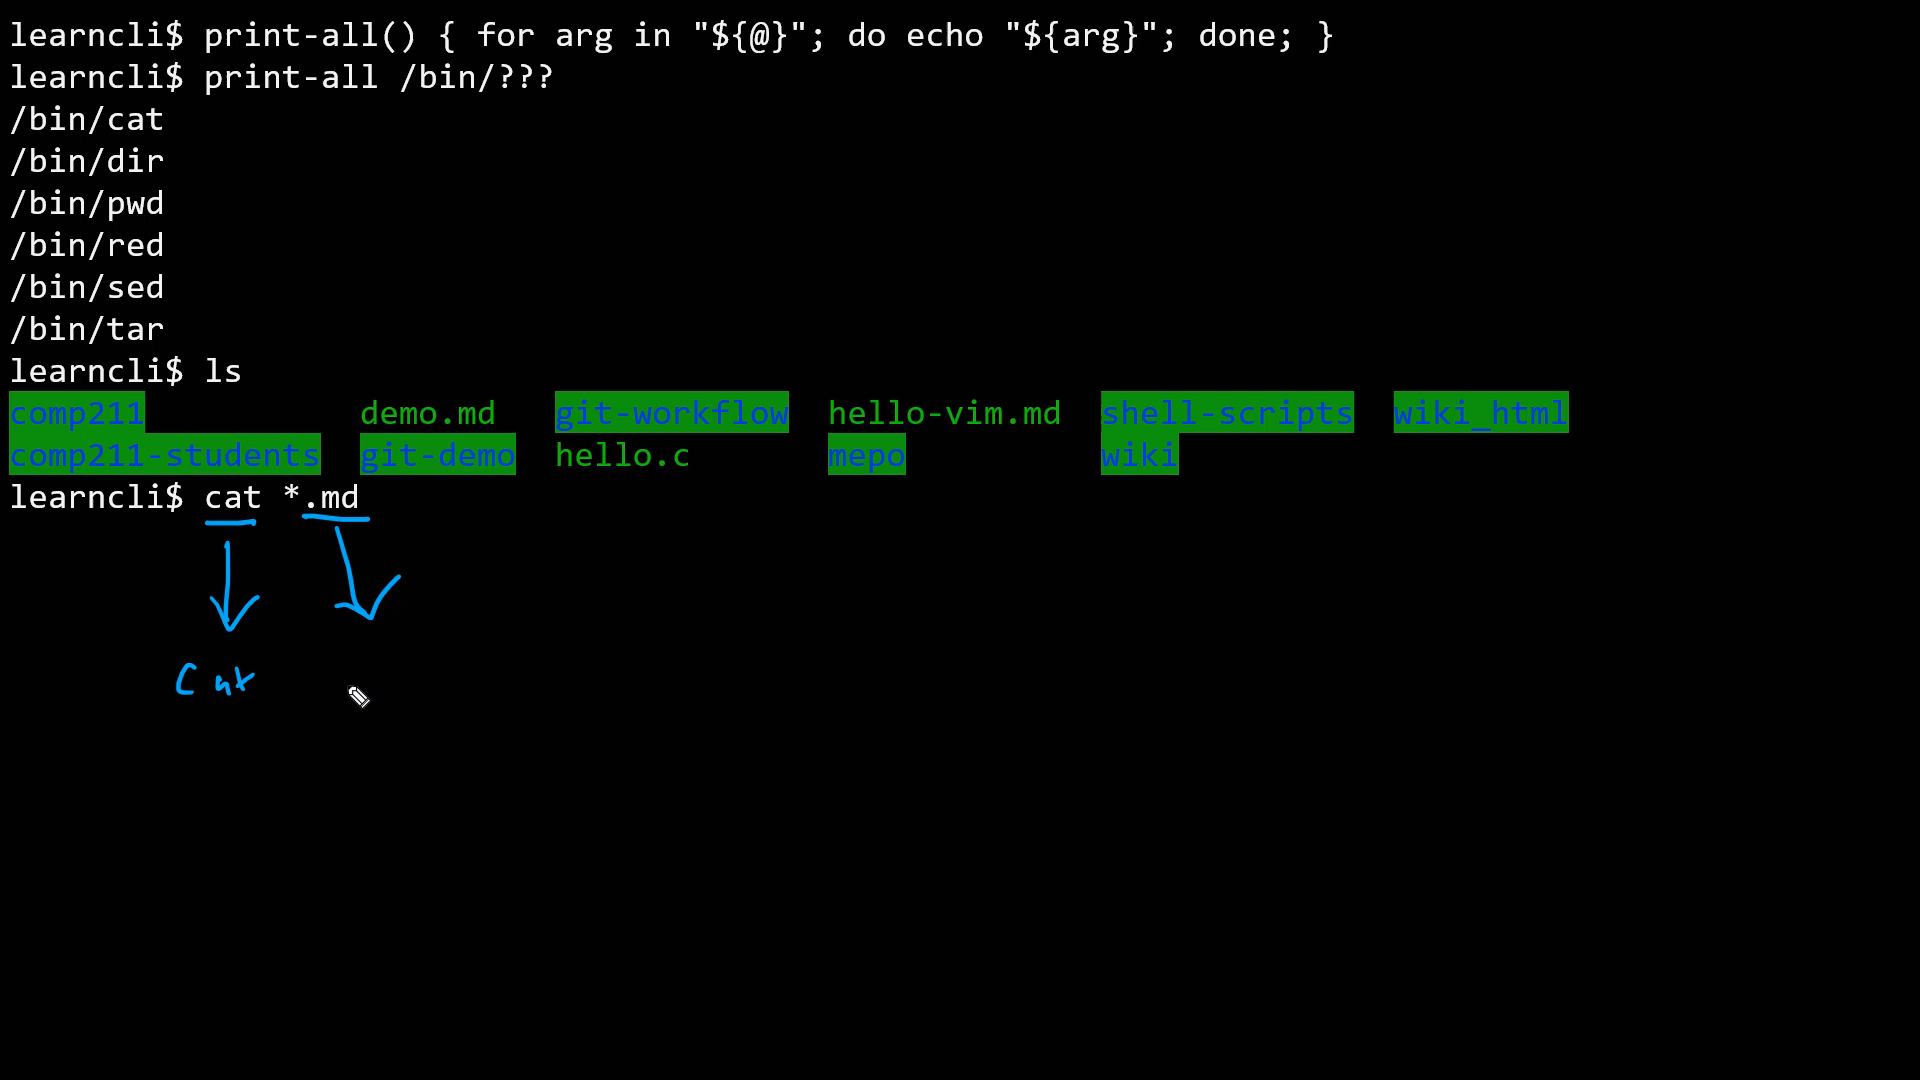 learncli$ print-all() { for arg in "${@}"; do echo "${arg}"; done; }
learncli$ print-all /bin/???
/bin/cat
/bin/dir
/bin/pwd
/bin/red
/bin/sed
/bin/tar
learncli$ ls
comp211 demo.md git-workflow hello-vim.md shell-scripts wiki_html
comp211-students git-demo hello.c mepo wiki
learncli$ cat *.md
Cat